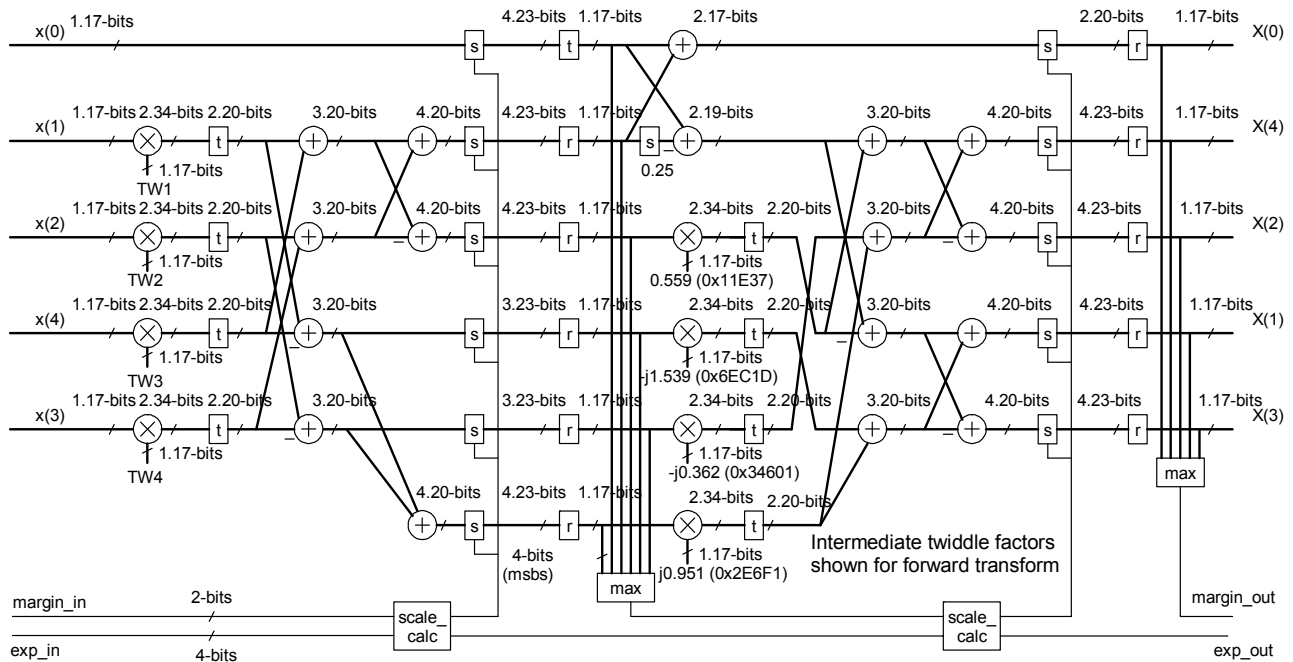 1.17-bits 4.23-bits 1.17-bits 2.17-bits 2.20-bits 1.17-bits
x(0) s t + s r X(0)
1.17-bits 2.34-bits 2.20-bits 3.20-bits 4.20-bits 4.23-bits 1.17-bits 2.19-bits 3.20-bits 4.20-bits 4.23-bits 1.17-bits
x(1) × t + + s r s – + + + s r X(4)
1.17-bits 0.25
TW1
1.17-bits 2.34-bits 2.20-bits 3.20-bits 4.20-bits 4.23-bits 1.17-bits 2.34-bits 2.20-bits 3.20-bits 4.20-bits 4.23-bits 1.17-bits
x(2) × t + – + s r × t + – + s r X(2)
1.17-bits 1.17-bits
TW2 0.559 (0x11E37)
1.17-bits 2.34-bits 2.20-bits 3.20-bits 3.23-bits 1.17-bits 2.34-bits 2.20-bits 3.20-bits 4.20-bits 4.23-bits 1.17-bits
x(4) × t – + s r × t – + + s r X(1)
1.17-bits 1.17-bits
TW3 -j1.539 (0x6EC1D)
1.17-bits 2.34-bits 2.20-bits 3.20-bits 3.23-bits 1.17-bits 2.34-bits 3.20-bits 4.20-bits 4.23-bits 1.17-bits
x(3) × t – + s r × t + – + s r X(3)
1.17-bits 1.17-bits
TW4 -j0.362 (0x34601) max
4.20-bits 4.23-bits 1.17-bits 2.34-bits 2.20-bits
+ s r × t
4-bits 1.17-bits
(msbs) j0.951 (0x2E6F1)
max
Intermediate twiddle factors
shown for forward transform
margin_in 2-bits scale_ scale_ margin_out
calc calc
exp_in 4-bits exp_out